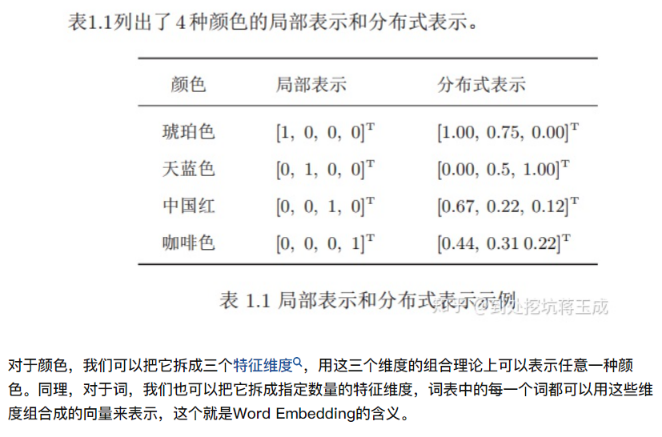 表1.1列出了4种颜色的局部表示和分布式表示。
颜色 局部表示 分布式表示
琥珀色 [1, 0, 0, 0]ᵀ [1.00, 0.75, 0.00]ᵀ
天蓝色 [0, 1, 0, 0]ᵀ [0.00, 0.5, 1.00]ᵀ
中国红 [0, 0, 1, 0]ᵀ [0.67, 0.22, 0.12]ᵀ
咖啡色 [0, 0, 0, 1]ᵀ [0.44, 0.31 0.22]ᵀ
表 1.1 局部表示和分布式表示示例
@到处挖坑蒋玉成
对于颜色，我们可以把它拆成三个特征维度，用这三个维度的组合理论上可以表示任意一种颜
色。同理，对于词，我们也可以把它拆成指定数量的特征维度，词表中的每一个词都可以用这些维
度组合成的向量来表示，这个就是Word Embedding的含义。